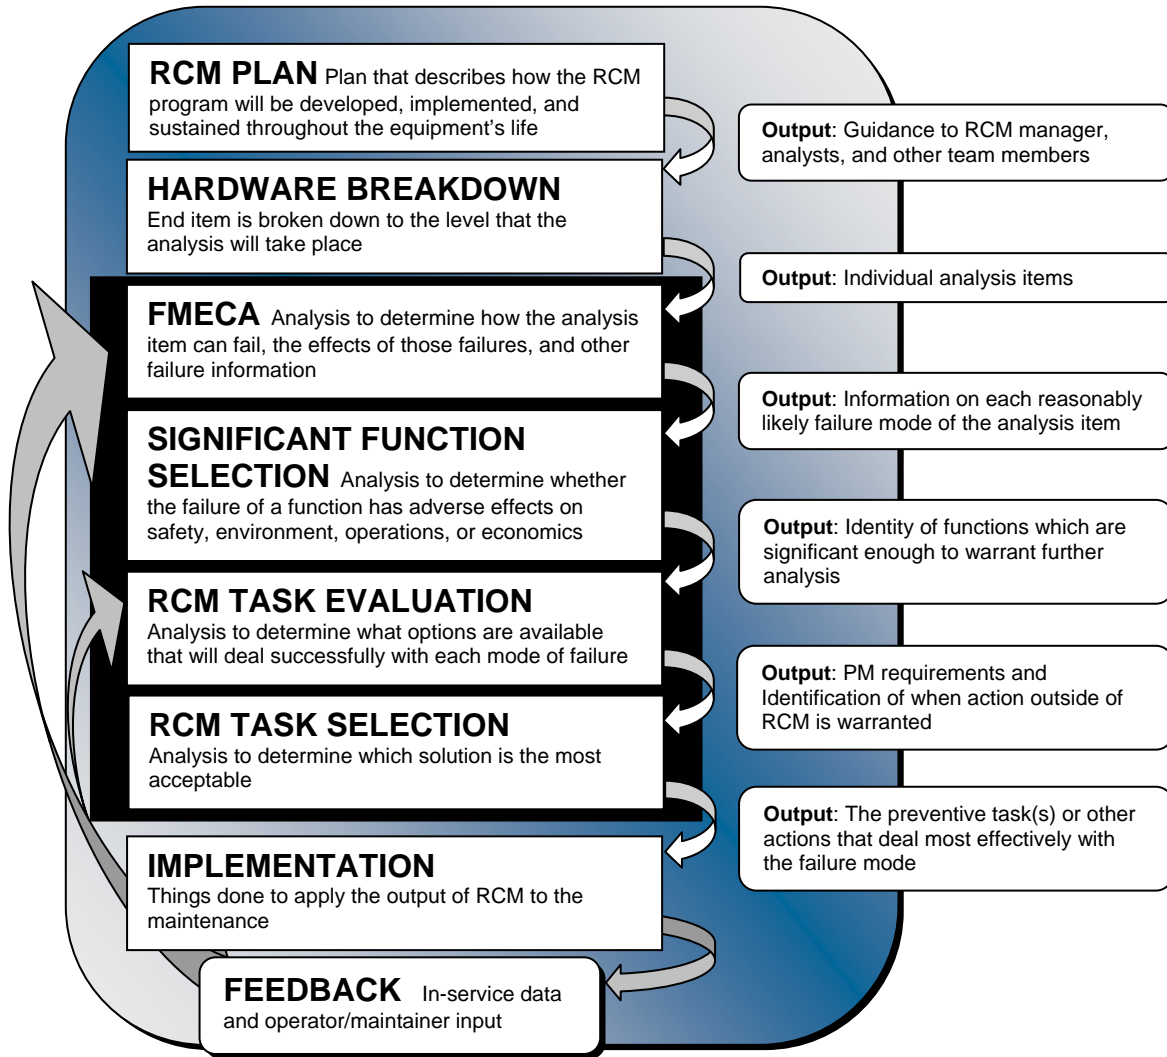 RCM PLAN Plan that describes how the RCM
program will be developed, implemented, and
sustained throughout the equipment's life
Output: Guidance to RCM manager,
analysts, and other team members
HARDWARE BREAKDOWN
End item is broken down to the level that the
analysis will take place
Output: Individual analysis items
FMECA Analysis to determine how the analysis
item can fail, the effects of those failures, and other
failure information
Output: Information on each reasonably
likely failure mode of the analysis item
SIGNIFICANT FUNCTION
SELECTION Analysis to determine whether
the failure of a function has adverse effects on
safety, environment, operations, or economics
Output: Identity of functions which are
significant enough to warrant further
analysis
RCM TASK EVALUATION
Analysis to determine what options are available
that will deal successfully with each mode of failure
Output: PM requirements and
Identification of when action outside of
RCM is warranted
RCM TASK SELECTION
Analysis to determine which solution is the most
acceptable
Output: The preventive task(s) or other
actions that deal most effectively with
the failure mode
IMPLEMENTATION
Things done to apply the output of RCM to the
maintenance
FEEDBACK In-service data
and operator/maintainer input